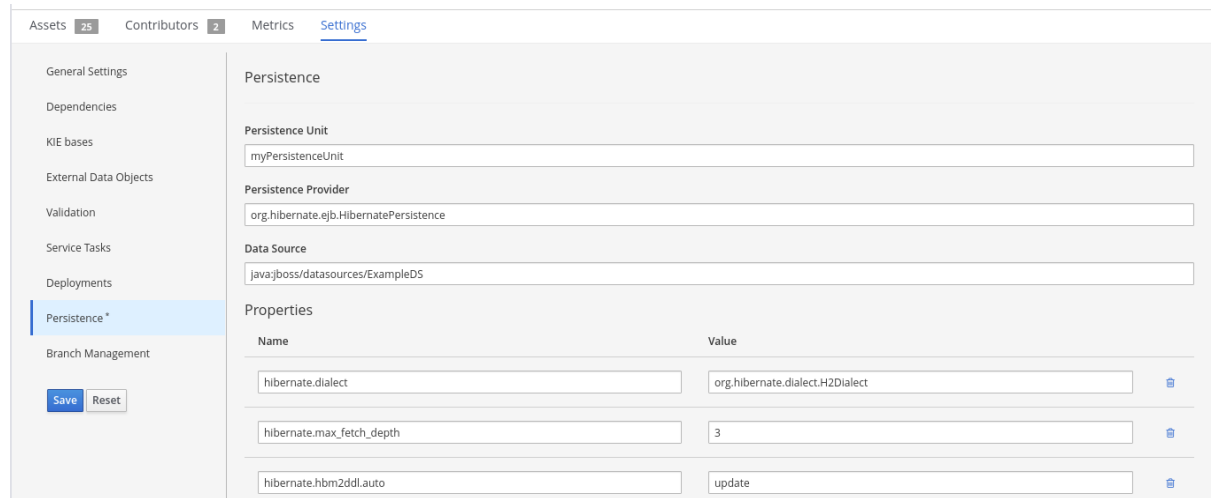 Assets 25 Contributors 2 Metrics Settings
General Settings
Dependencies
KIE bases
External Data Objects
Validation
Service Tasks
Deployments
Persistence *
Branch Management
Save Reset
Persistence
Persistence Unit
myPersistenceUnit
Persistence Provider
org.hibernate.ejb.HibernatePersistence
Data Source
java:jboss/datasources/ExampleDS
Properties
Name Value
hibernate.dialect org.hibernate.dialect.H2Dialect
hibernate.max_fetch_depth 3
hibernate.hbm2ddl.auto update